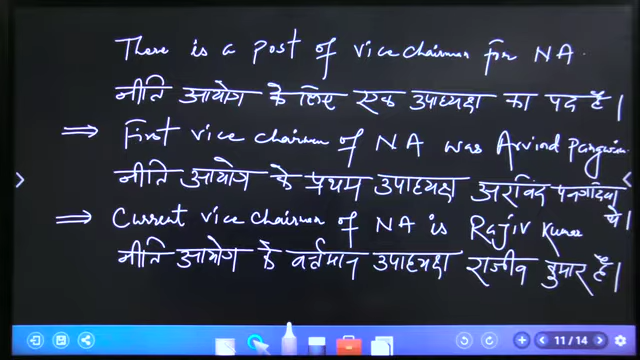 There is a post of vice chairman for NA.
नीति आयोग के लिए एक उपाध्यक्ष का पद है।
⇒ First vice chairman of NA was Arvind
नीति आयोग के प्रथम उपाध्यक्ष अरविंद पनगढिया थे।
⇒ Current vice chairman of NA is Rajiv Kumar
नीति आयोग के वर्तमान उपाध्यक्ष राजीव कुमार है।
11 / 14